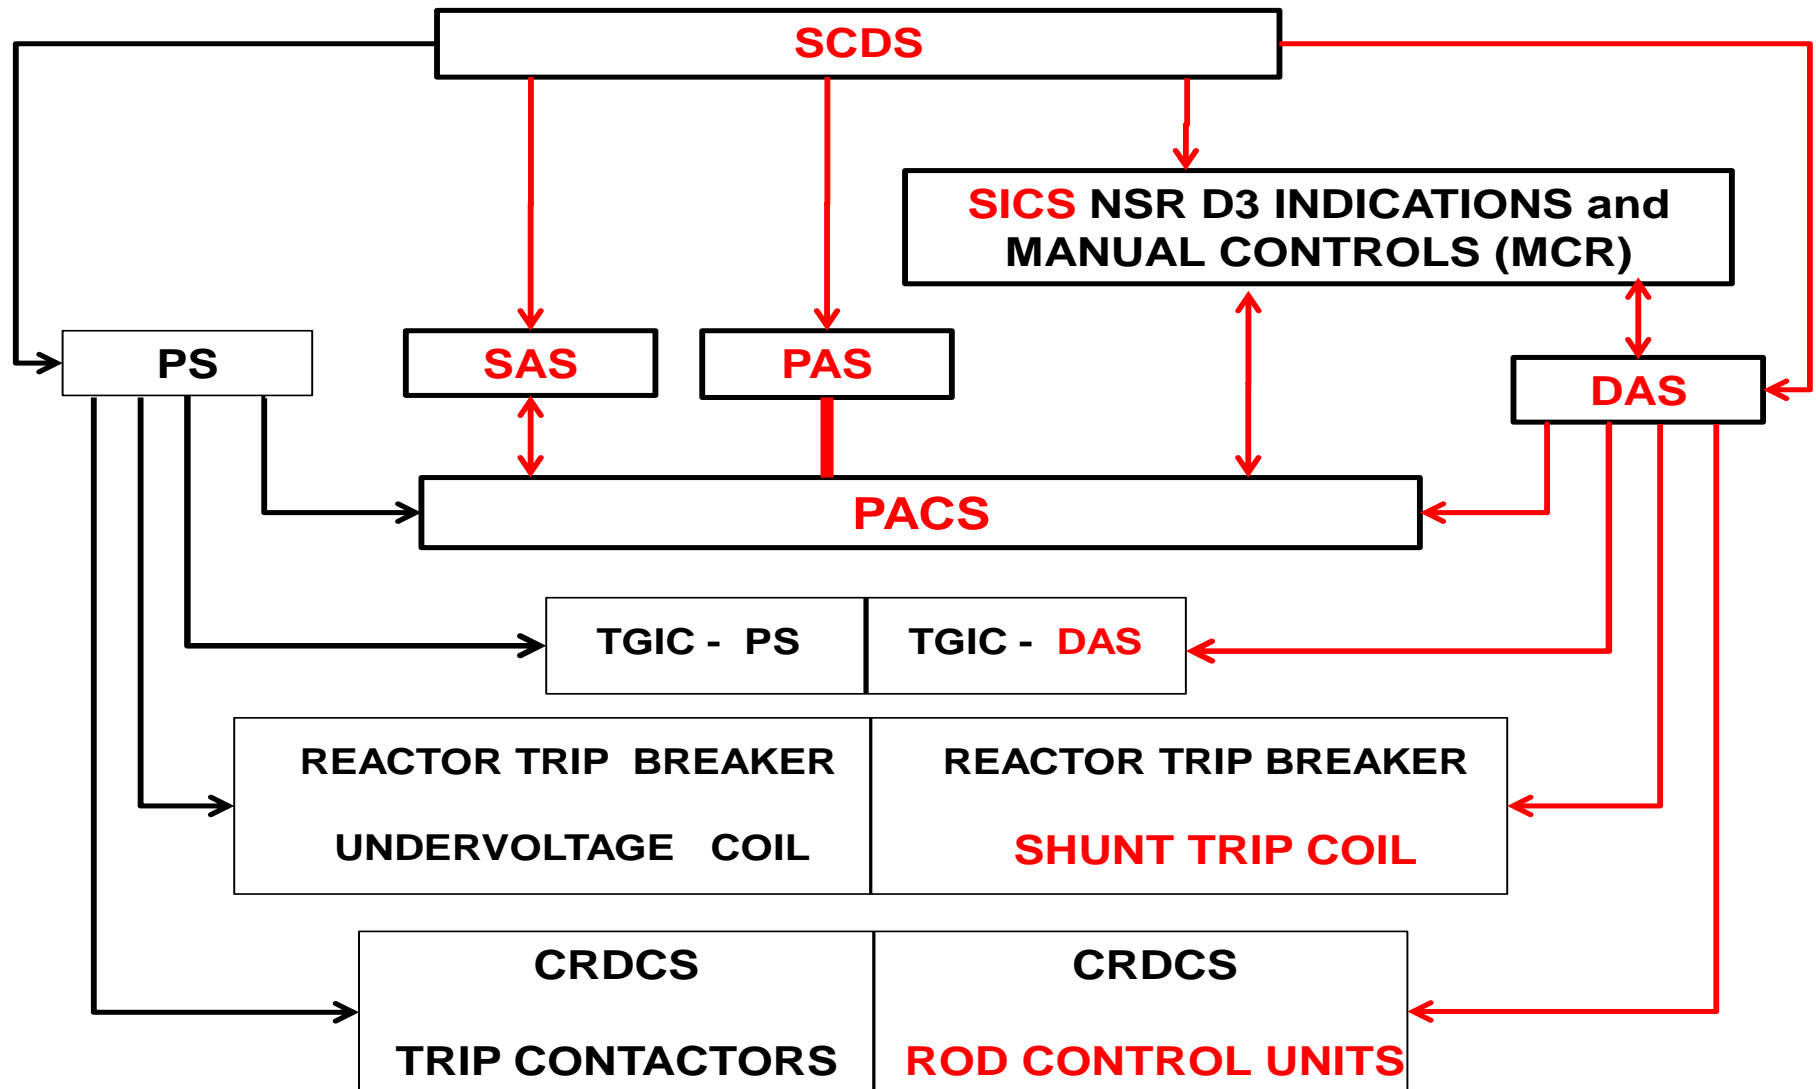 SCDS
SICS NSR D3 INDICATIONS and
MANUAL CONTROLS (MCR)
PS
SAS
PAS
DAS
PACS
TGIC - PS
TGIC - DAS
REACTOR TRIP BREAKER
UNDERVOLTAGE COIL
REACTOR TRIP BREAKER
SHUNT TRIP COIL
CRDCS
TRIP CONTACTORS
CRDCS
ROD CONTROL UNITS